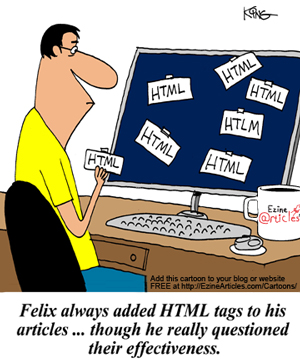 King
HTML
HTML
HTML
HTLM
HTML
HTML
HTML
Ezine
@rticles
Add this cartoon to your blog or website
FREE at http://EzineArticles.com/Cartoons/
Felix always added HTML tags to his
articles ... though he really questioned
their effectiveness.